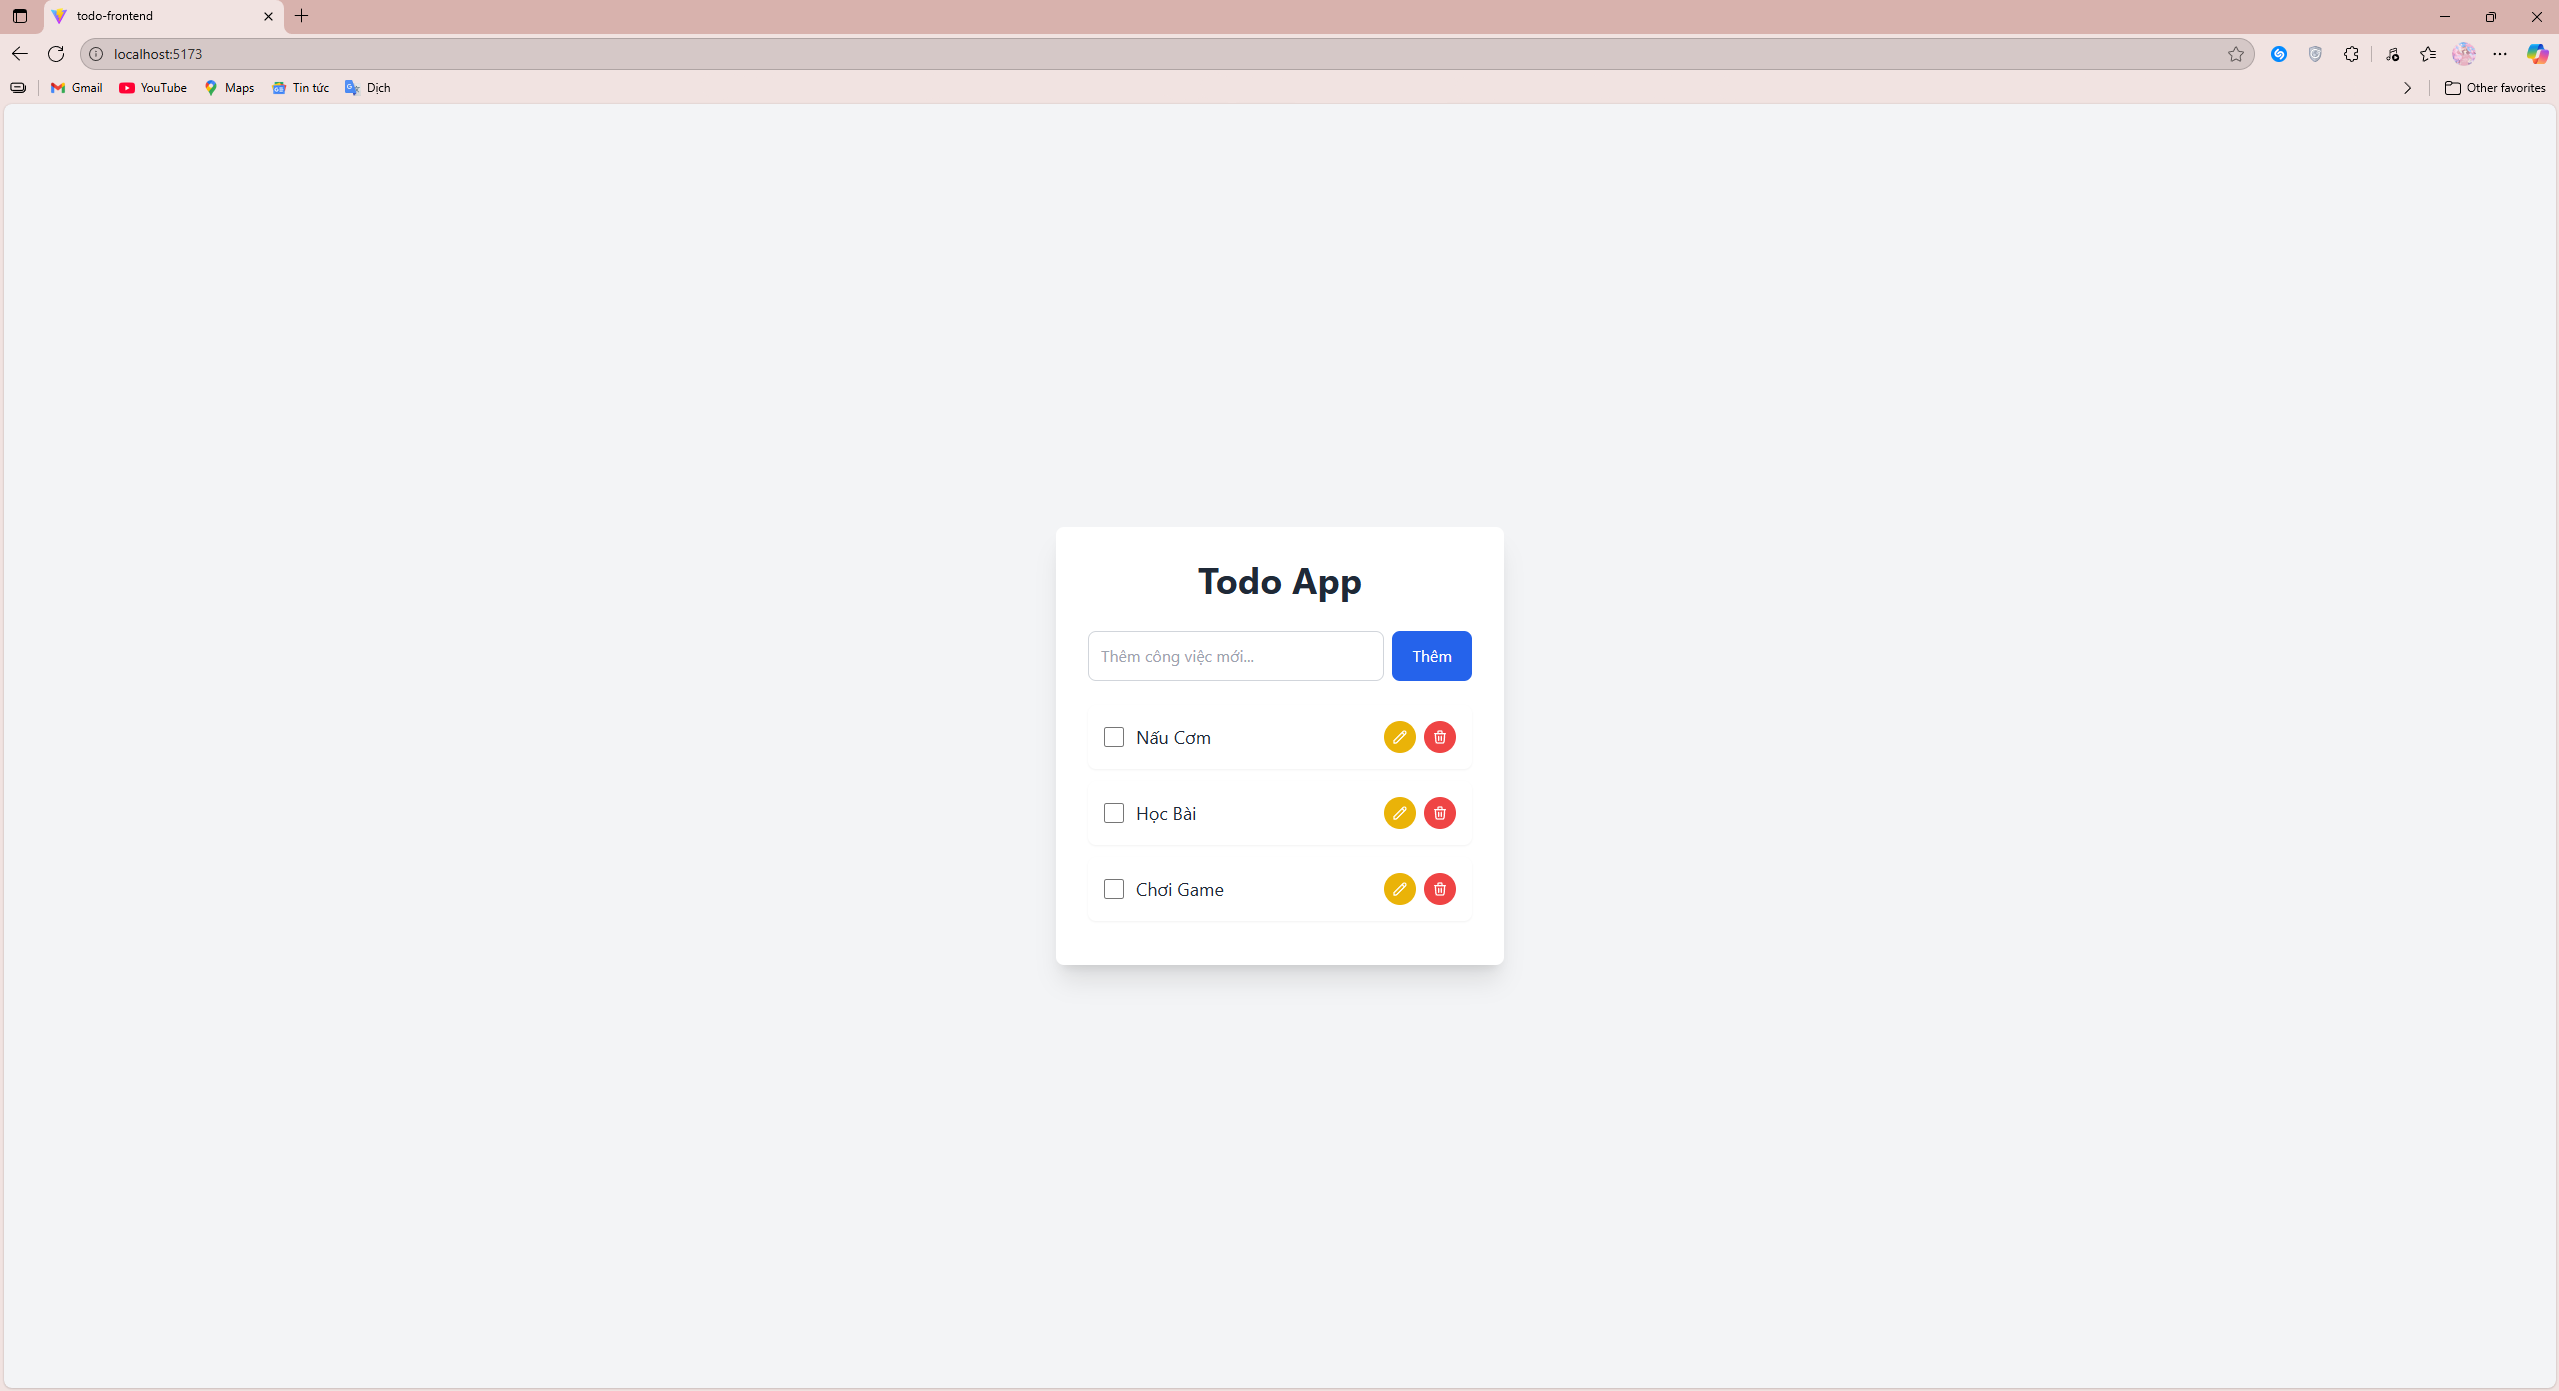 todo-frontend
localhost:5173
Gmail YouTube Maps Tin tức Dịch Other favorites
Todo App
Thêm công việc mới... Thêm
Nấu Cơm
Học Bài
Chơi Game